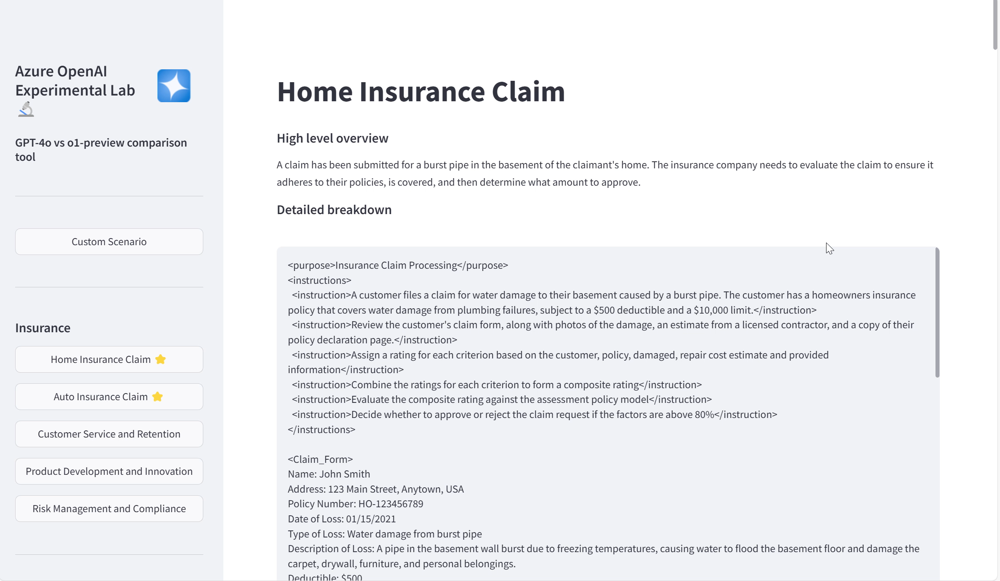 Azure OpenAI
Experimental Lab
GPT-4o vs o1-preview comparison
tool
Custom Scenario
Insurance
Home Insurance Claim
Auto Insurance Claim
Customer Service and Retention
Product Development and Innovation
Risk Management and Compliance
Home Insurance Claim
High level overview
A claim has been submitted for a burst pipe in the basement of the claimant's home. The insurance company needs to evaluate the claim to ensure it
adheres to their policies, is covered, and then determine what amount to approve.
Detailed breakdown
<purpose>Insurance Claim Processing</purpose>
<instructions>
<instruction>A customer files a claim for water damage to their basement caused by a burst pipe. The customer has a homeowners insurance
policy that covers water damage from plumbing failures, subject to a $500 deductible and a $10,000 limit.</instruction>
<instruction>Review the customer's claim form, along with photos of the damage, an estimate from a licensed contractor, and a copy of their
policy declaration page.</instruction>
<instruction>Assign a rating for each criterion based on the customer, policy, damaged, repair cost estimate and provided
information</instruction>
<instruction>Combine the ratings for each criterion to form a composite rating</instruction>
<instruction>Evaluate the composite rating against the assessment policy model</instruction>
<instruction>Decide whether to approve or reject the claim request if the factors are above 80%</instruction>
</instructions>
<Claim_Form>
Name: John Smith
Address: 123 Main Street, Anytown, USA
Policy Number: HO-123456789
Date of Loss: 01/15/2021
Type of Loss: Water damage from burst pipe
Description of Loss: A pipe in the basement wall burst due to freezing temperatures, causing water to flood the basement floor and damage the
carpet, drywall, furniture, and personal belongings.
Deductible: $500